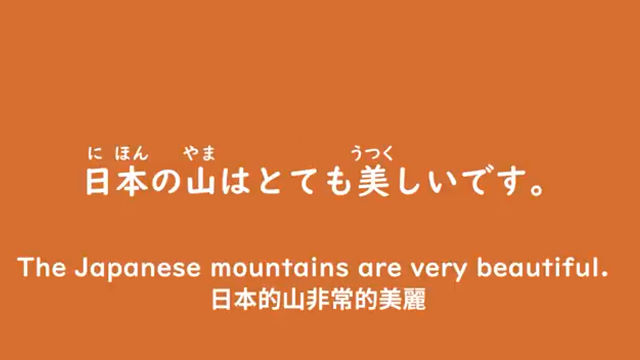 に ほん やま うつく
日本の山はとても美しいです。
The Japanese mountains are very beautiful.
日本的山非常的美麗